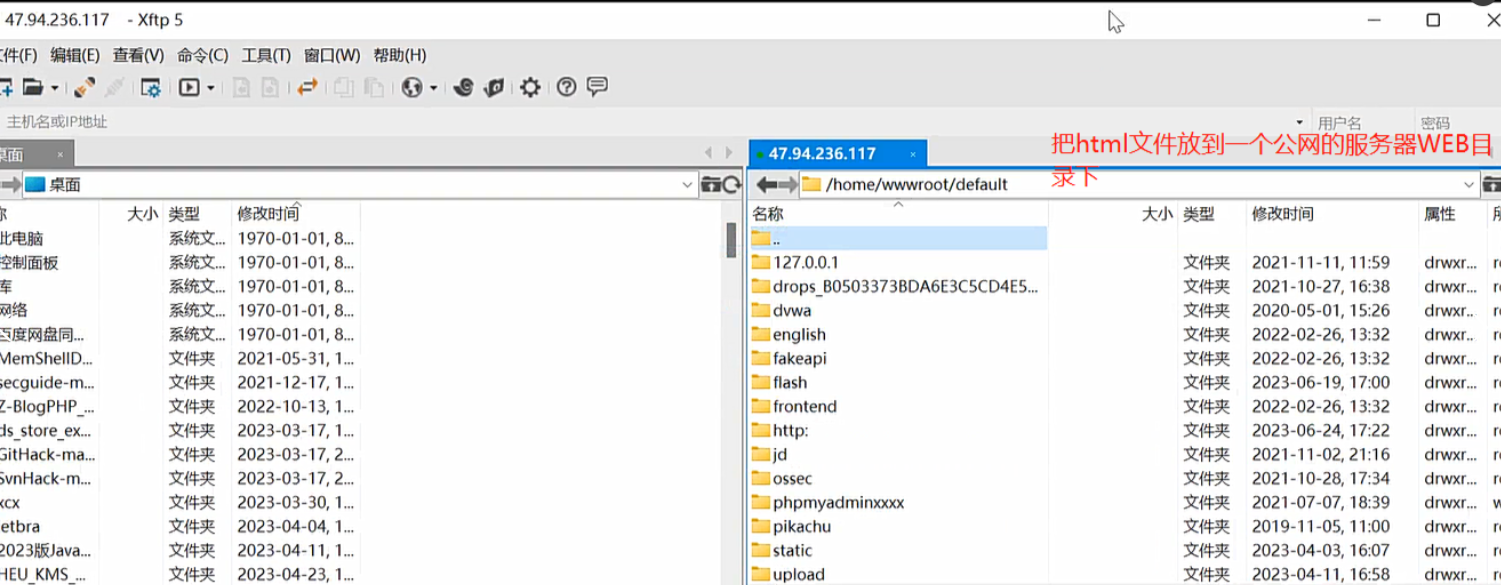 47.94.236.117 - Xftp 5
文件(F) 编辑(E) 查看(V) 命令(C) 工具(T) 窗口(W) 帮助(H)
主机名或IP地址 用户名 密码
桌面 × 47.94.236.117 ×
把html文件放到一个公网的服务器WEB目
录下
桌面 /home/wwwroot/default
称 大小 类型 修改时间 名称 大小 类型 修改时间 属性 所
此电脑 系统文... 1970-01-01, 8... ..
控制面板 系统文... 1970-01-01, 8... 127.0.0.1 文件夹 2021-11-11, 11:59 drwxr...
库 系统文... 1970-01-01, 8... drops_B0503373BDA6E3C5CD4E5... 文件夹 2021-10-27, 16:38 drwxr...
网络 系统文... 1970-01-01, 8... dvwa 文件夹 2020-05-01, 15:26 drwxr...
百度网盘同... 系统文... 1970-01-01, 8... english 文件夹 2022-02-26, 13:32 drwxr...
MemShellD... 文件夹 2021-05-31, 1... fakeapi 文件夹 2022-02-26, 13:32 drwxr...
secguide-m... 文件夹 2021-12-17, 1... flash 文件夹 2023-06-19, 17:00 drwxr...
Z-BlogPHP_... 文件夹 2022-10-13, 1... frontend 文件夹 2022-02-26, 13:32 drwxr...
ds_store_ex... 文件夹 2023-03-17, 1... http: 文件夹 2023-06-24, 17:22 drwxr...
GitHack-ma... 文件夹 2023-03-17, 2... jd 文件夹 2021-11-02, 21:16 drwxr...
SvnHack-m... 文件夹 2023-03-17, 2... ossec 文件夹 2021-10-28, 17:34 drwxr...
xcx 文件夹 2023-03-30, 1... phpmyadminxxxx 文件夹 2021-07-07, 18:39 drwxr...
etbra 文件夹 2023-04-04, 1... pikachu 文件夹 2019-11-05, 11:00 drwxr...
2023版Java... 文件夹 2023-04-11, 1... static 文件夹 2023-04-03, 16:07 drwxr...
HEU_KMS_... 文件夹 2023-04-23, 1... upload 文件夹 2023-04-11, 16:58 drwxr...